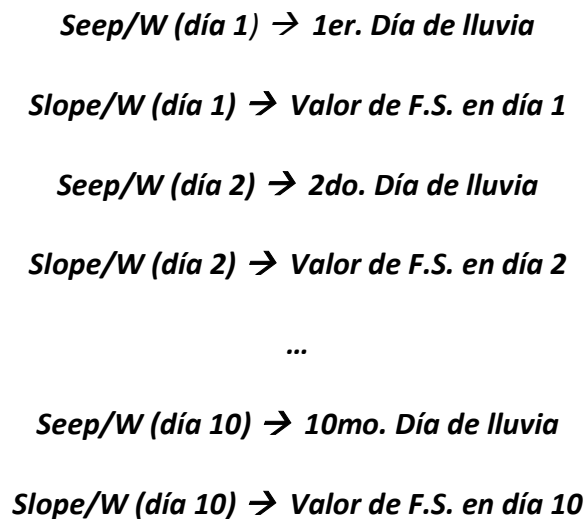 Seep/W (día 1) → 1er. Día de lluvia
Slope/W (día 1) → Valor de F.S. en día 1
Seep/W (día 2) → 2do. Día de lluvia
Slope/W (día 2) → Valor de F.S. en día 2
...
Seep/W (día 10) → 10mo. Día de lluvia
Slope/W (día 10) → Valor de F.S. en día 10